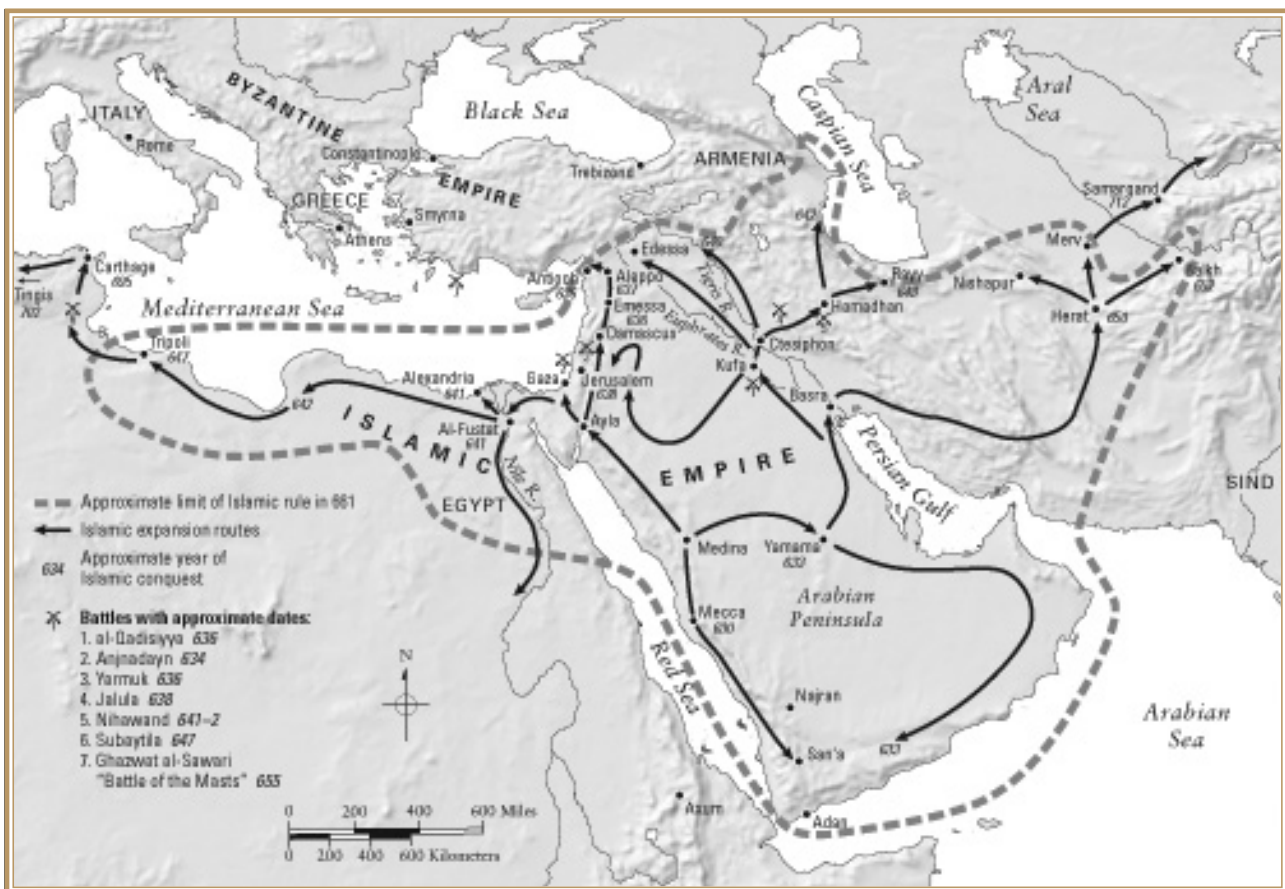 BYZANTINE
EMPIRE
ITALY
Rome
Black Sea
Caspian Sea
Aral
Sea
Constantinople
Trebizond
ARMENIA
GREECE
Smyrna
Athens
Samarqand
712
Merv
Edessa
Carthage
695
Tingis
Mediterranean Sea
Antioch
Aleppo
637
Emessa
636
Tigris R.
Euphrates R.
Damascus
Hamadhan
Rayy
Nishapur
Balkh
Herat
Ctesiphon
Kufa
Tripoli
647
Alexandria
641
Gaza
Jerusalem
638
Basra
642
Al-Fustat
641
Ayla
ISLAMIC
EMPIRE
Persian Gulf
SIND
Nile R.
EGYPT
Medina
Yamama
633
Mecca
630
Arabian
Peninsula
Red Sea
Najran
San'a
633
Arabian
Sea
Axum
Adan
Approximate limit of Islamic rule in 661
Islamic expansion routes
634
Approximate year of
Islamic conquest
Battles with approximate dates:
1. al-Qadisiyya 636
2. Anjnadayn 634
3. Yarmuk 636
4. Jalula 638
5. Nihawand 641–2
6. Subaytila 647
7. Ghazwat al-Sawari
"Battle of the Masts" 655
N
0 200 400 600 Miles
0 200 400 600 Kilometers